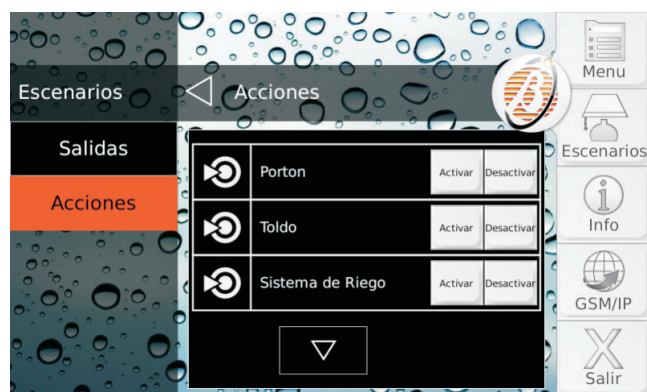 Escenarios
Acciones
Salidas
Acciones
Porton
Activar
Desactivar
Toldo
Activar
Desactivar
Sistema de Riego
Activar
Desactivar
Menu
Escenarios
Info
GSM/IP
Salir